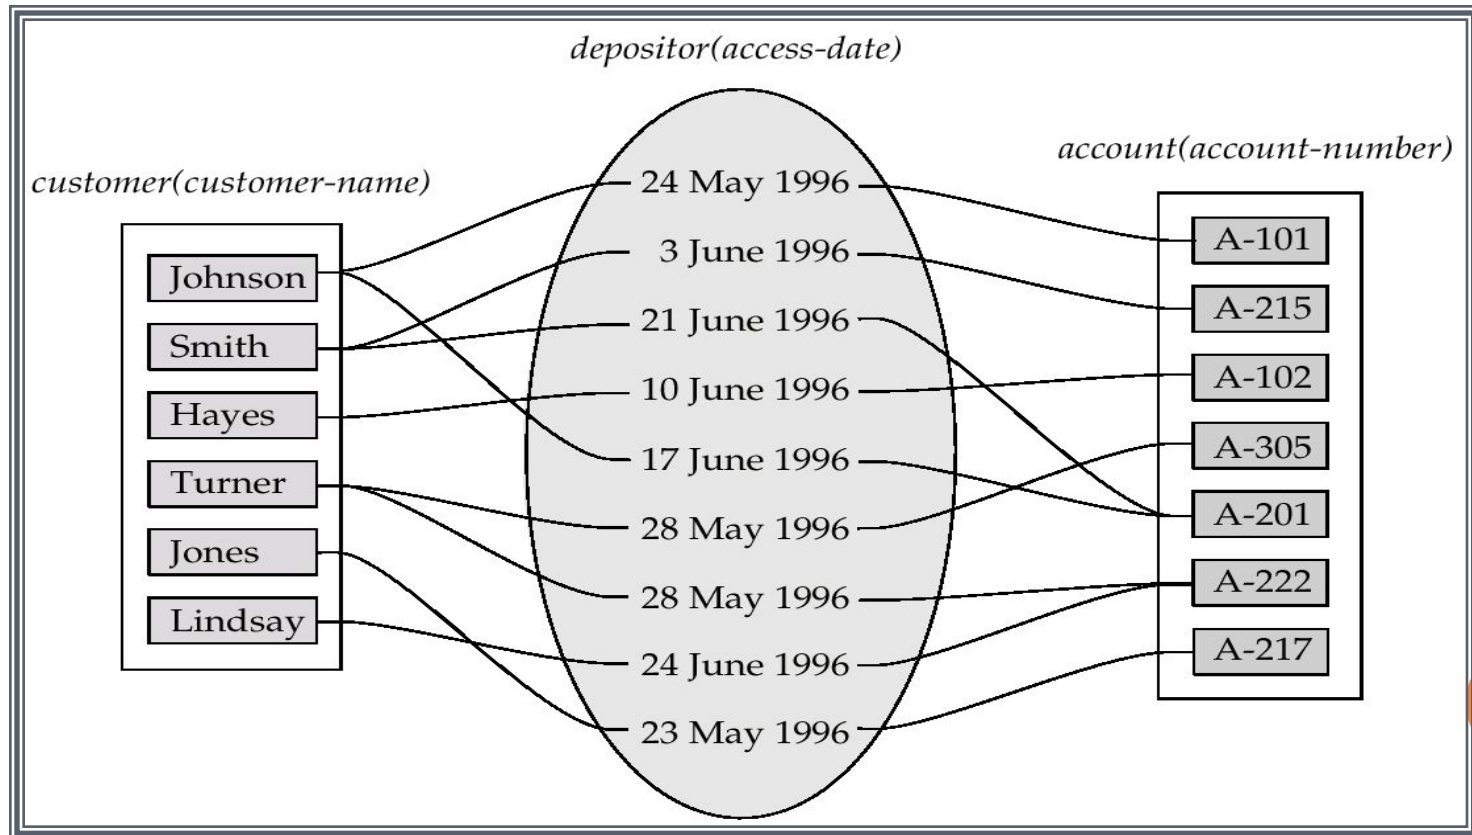 depositor(access-date)
customer(customer-name)
Johnson
Smith
Hayes
Turner
Jones
Lindsay
24 May 1996
3 June 1996
21 June 1996
10 June 1996
17 June 1996
28 May 1996
28 May 1996
24 June 1996
23 May 1996
account(account-number)
A-101
A-215
A-102
A-305
A-201
A-222
A-217